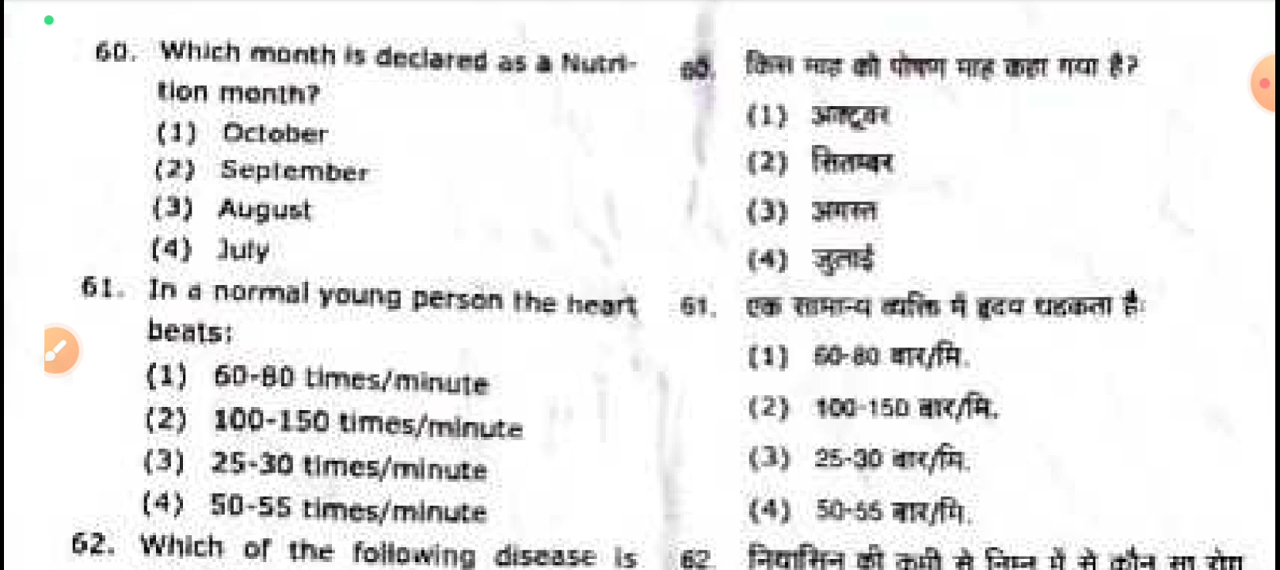 60. Which month is declared as a Nutri-
tion month?
(1) October
(2) September
(3) August
(4) July
61. In a normal young person the heart
beats:
(1) 60-80 times/minute
(2) 100-150 times/minute
(3) 25-30 times/minute
(4) 50-55 times/minute
62. Which of the following disease is
60. किस माह को पोषण माह कहा गया है?
(1) अक्टूबर
(2) सितम्बर
(3) अगस्त
(4) जुलाई
61. एक सामान्य व्यक्ति में हृदय धड़कता है:
(1) 60-80 बार/मि.
(2) 100-150 बार/मि.
(3) 25-30 बार/मि.
(4) 50-55 बार/मि.
62. नियासिन की कमी से निम्न में से कौन सा रोग